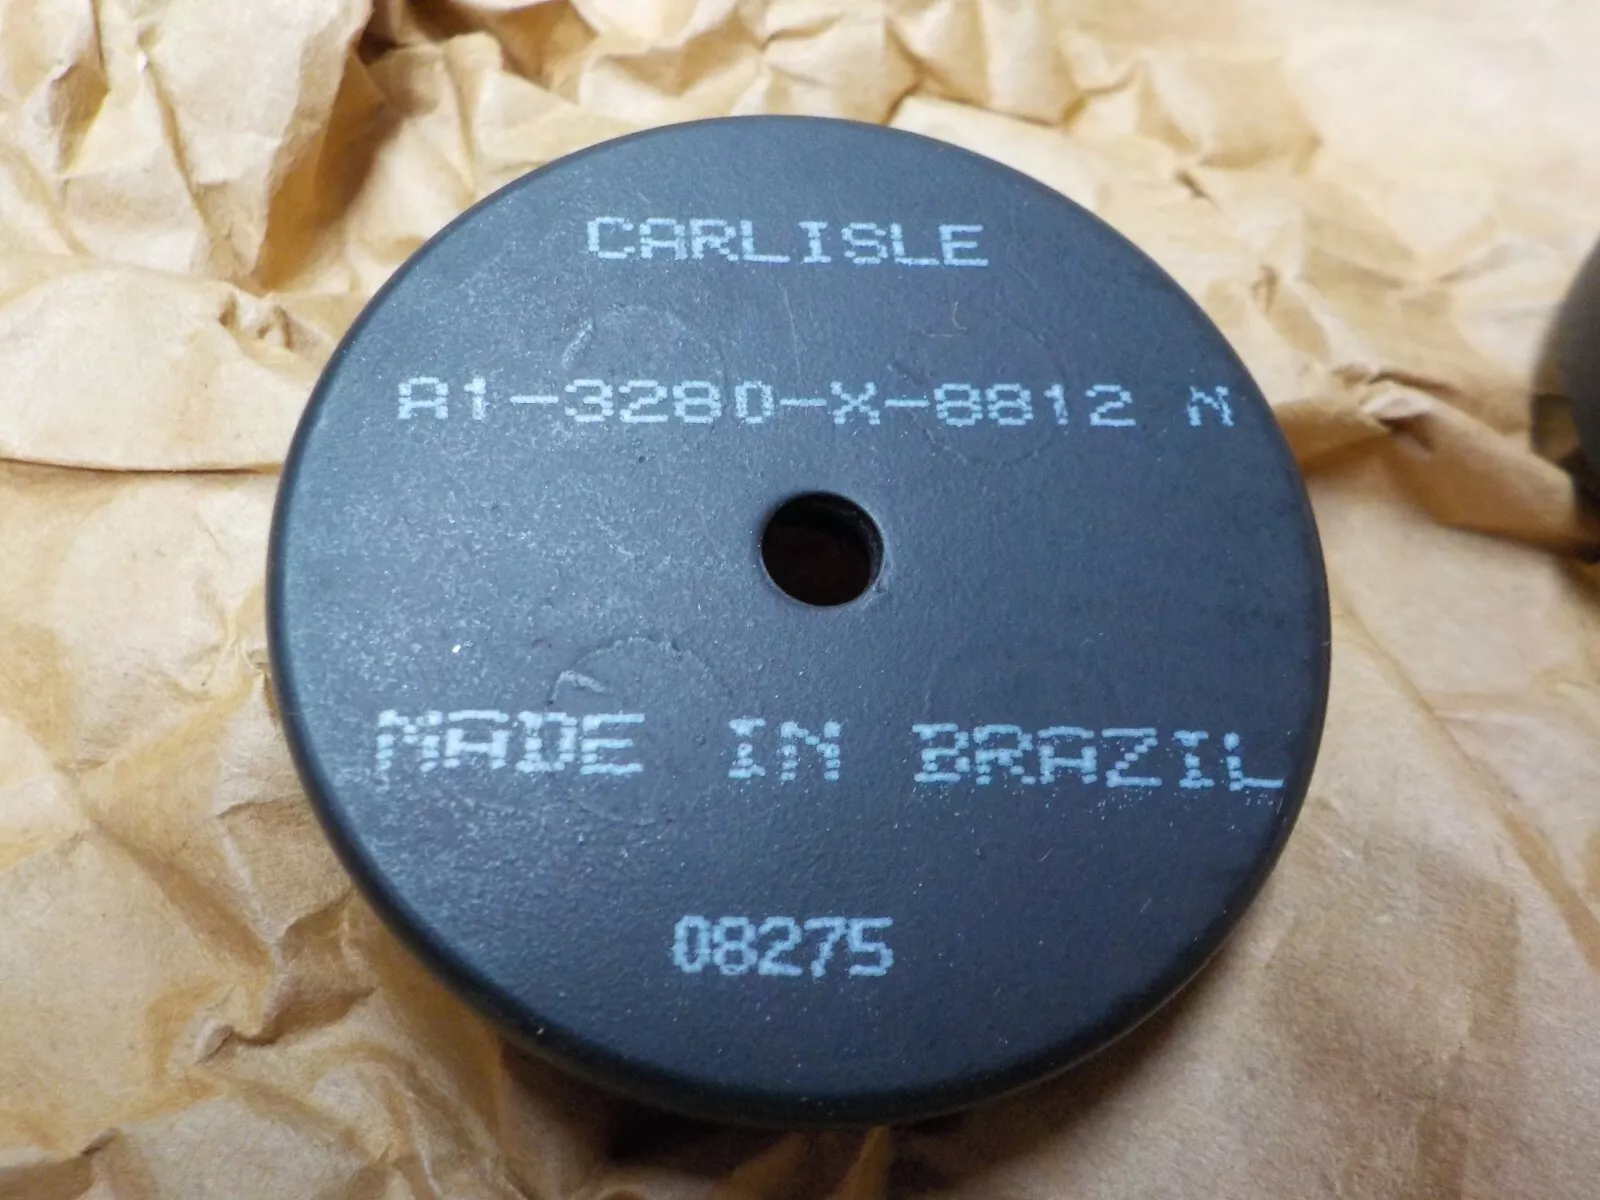 CARLISLE
A1-3280-X-8812 N
MADE IN BRAZIL
08275